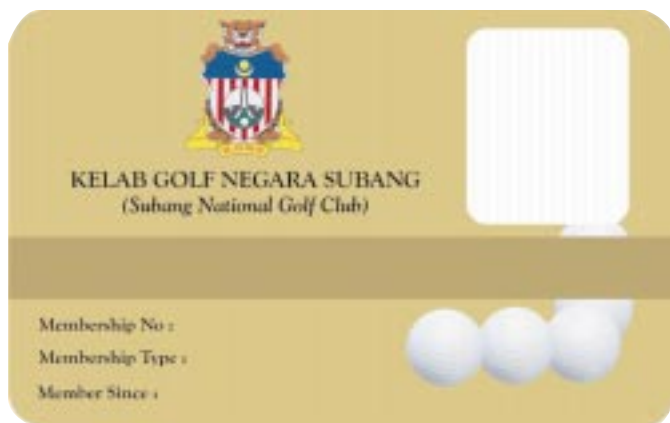 KELAB GOLF NEGARA SUBANG
(Subang National Golf Club)
Membership No :
Membership Type :
Member Since :